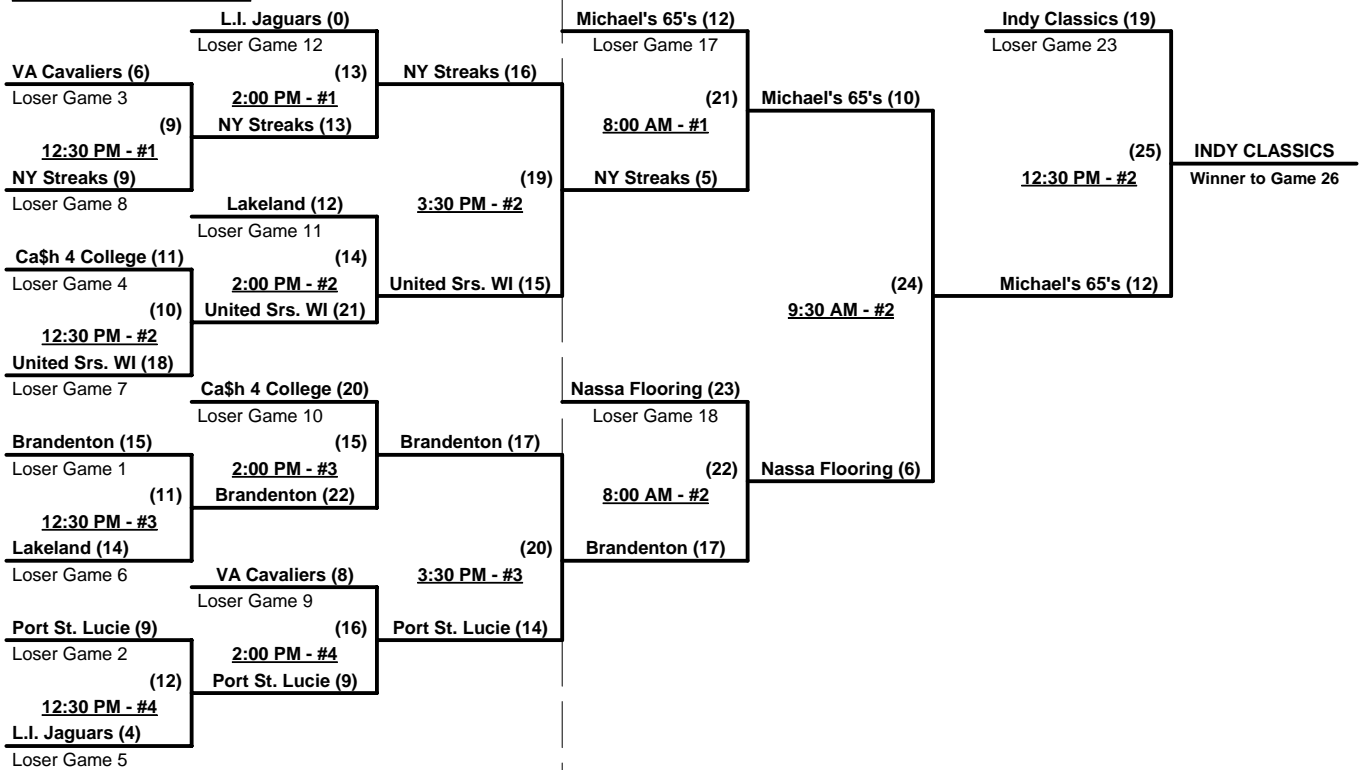 L.I. Jaguars (0)
Michael's 65's (12)
Indy Classics (19)
Loser Game 12
Loser Game 17
Loser Game 23
VA Cavaliers (6)
(13)
NY Streaks (16)
Loser Game 3
2:00 PM - #1
(21)
Michael's 65's (10)
(9)
NY Streaks (13)
8:00 AM - #1
12:30 PM - #1
(25)
INDY CLASSICS
NY Streaks (9)
(19)
NY Streaks (5)
12:30 PM - #2
Winner to Game 26
Loser Game 8
Lakeland (12)
3:30 PM - #2
Loser Game 11
Ca$h 4 College (11)
(14)
Loser Game 4
2:00 PM - #2
United Srs. WI (15)
(24)
Michael's 65's (12)
(10)
United Srs. WI (21)
9:30 AM - #2
12:30 PM - #2
United Srs. WI (18)
Loser Game 7
Ca$h 4 College (20)
Nassa Flooring (23)
Loser Game 10
Loser Game 18
Brandenton (15)
(15)
Brandenton (17)
Loser Game 1
2:00 PM - #3
(22)
Nassa Flooring (6)
(11)
Brandenton (22)
8:00 AM - #2
12:30 PM - #3
Lakeland (14)
(20)
Brandenton (17)
Loser Game 6
VA Cavaliers (8)
3:30 PM - #3
Loser Game 9
Port St. Lucie (9)
(16)
Port St. Lucie (14)
Loser Game 2
2:00 PM - #4
(12)
Port St. Lucie (9)
12:30 PM - #4
L.I. Jaguars (4)
Loser Game 5